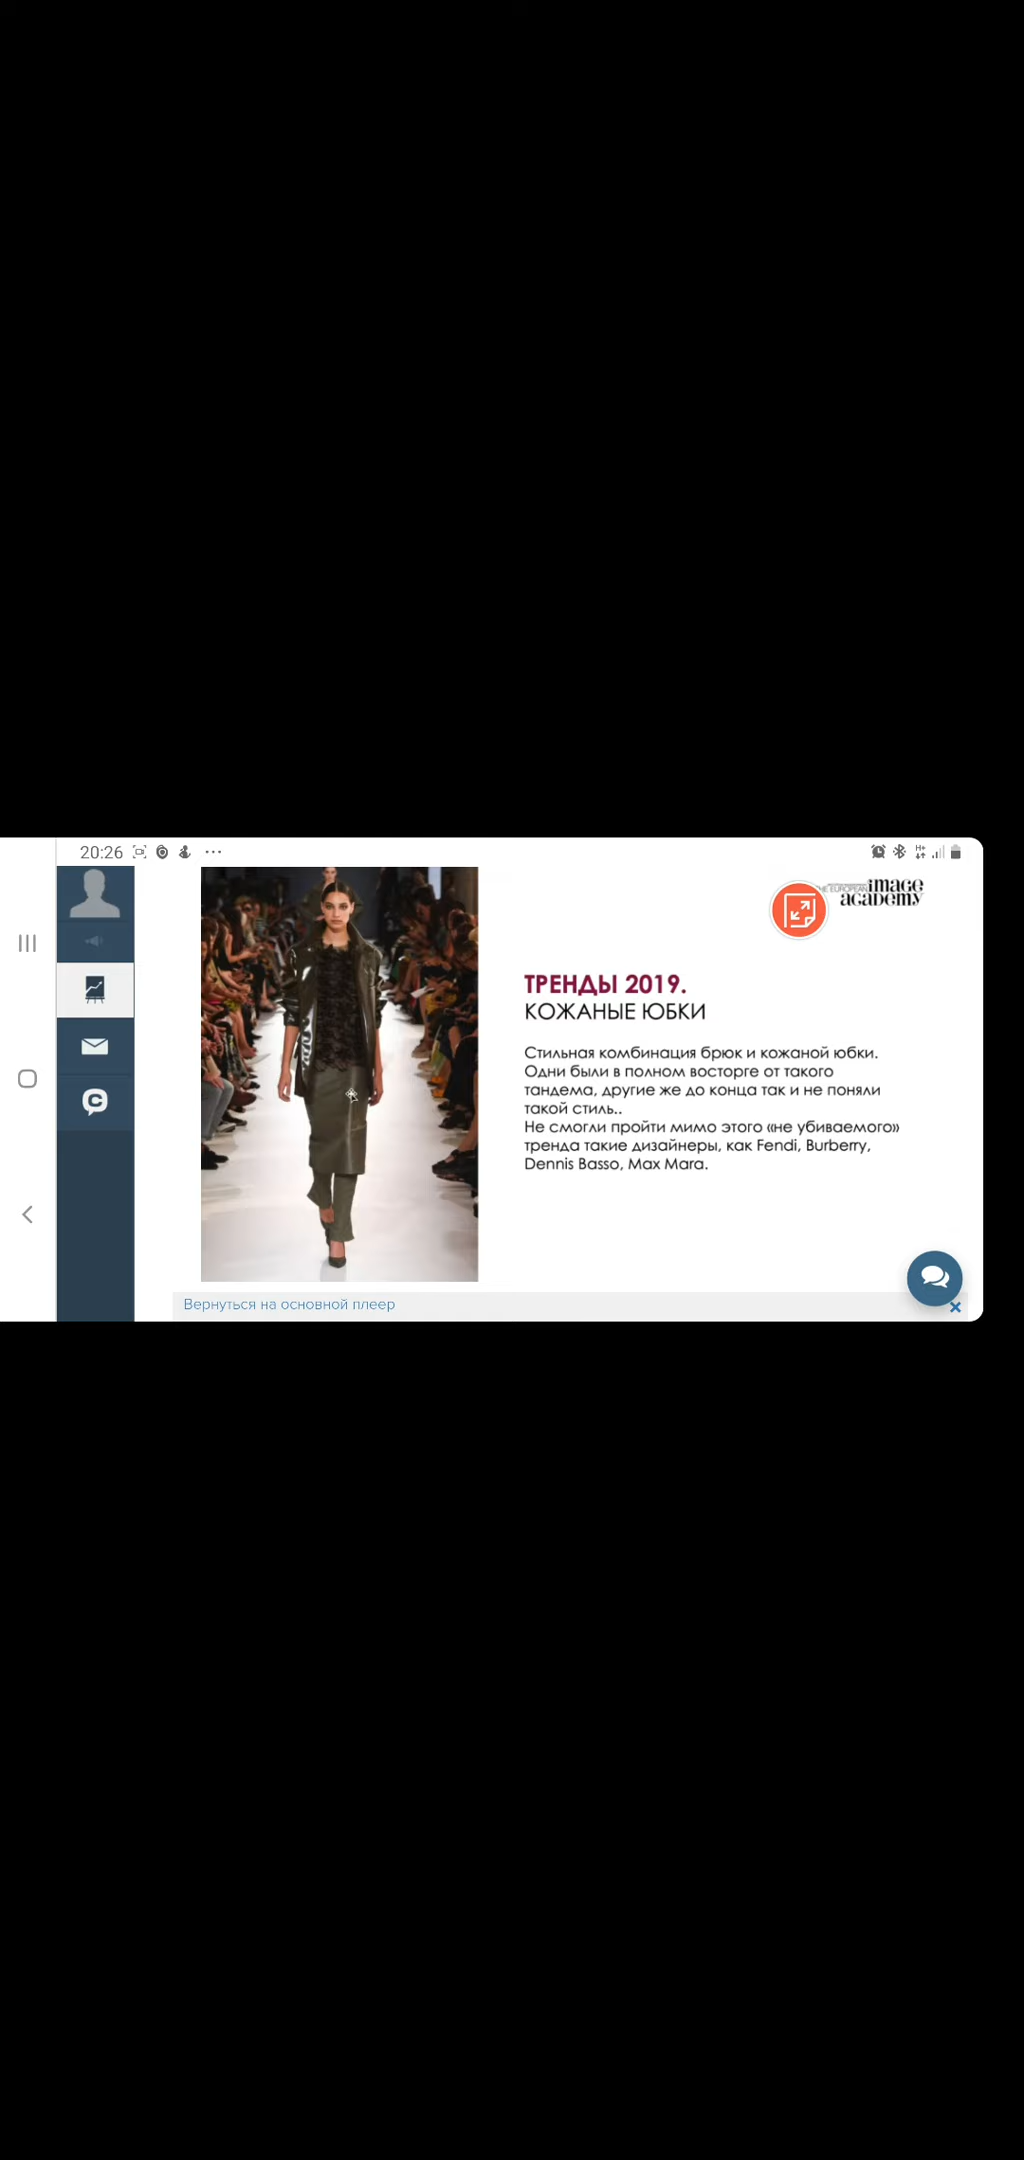 20:26
THE EUROPEAN image
academy
ТРЕНДЫ 2019.
КОЖАНЫЕ ЮБКИ
Стильная комбинация брюк и кожаной юбки.
Одни были в полном восторге от такого
тандема, другие же до конца так и не поняли
такой стиль..
Не смогли пройти мимо этого «не убиваемого»
тренда такие дизайнеры, как Fendi, Burberry,
Dennis Basso, Max Mara.
Вернуться на основной плеер